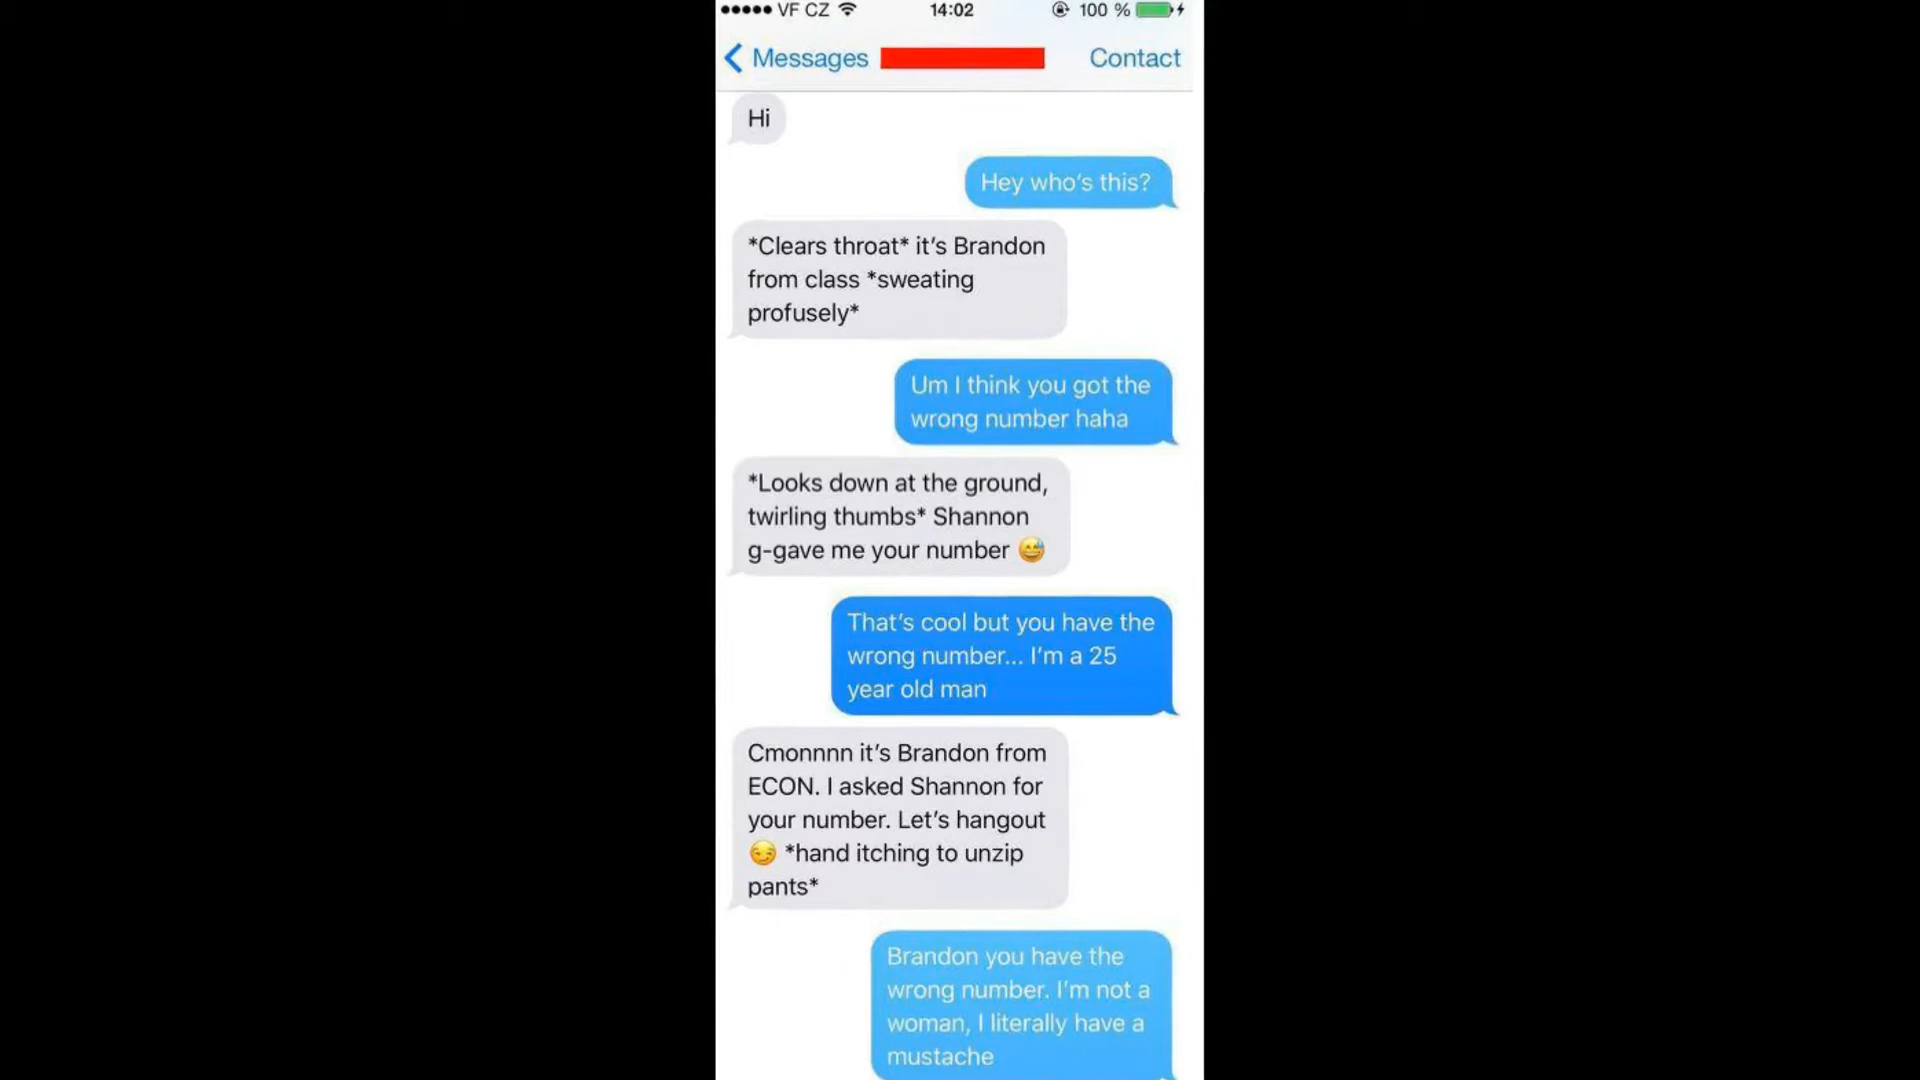 VF CZ 14:02 100 %
Messages Contact
Hi
Hey who's this?
*Clears throat* it's Brandon
from class *sweating
profusely*
Um I think you got the
wrong number haha
*Looks down at the ground,
twirling thumbs* Shannon
g-gave me your number 😅
That's cool but you have the
wrong number... I'm a 25
year old man
Cmonnnn it's Brandon from
ECON. I asked Shannon for
your number. Let's hangout
😏 *hand itching to unzip
pants*
Brandon you have the
wrong number. I'm not a
woman, I literally have a
mustache